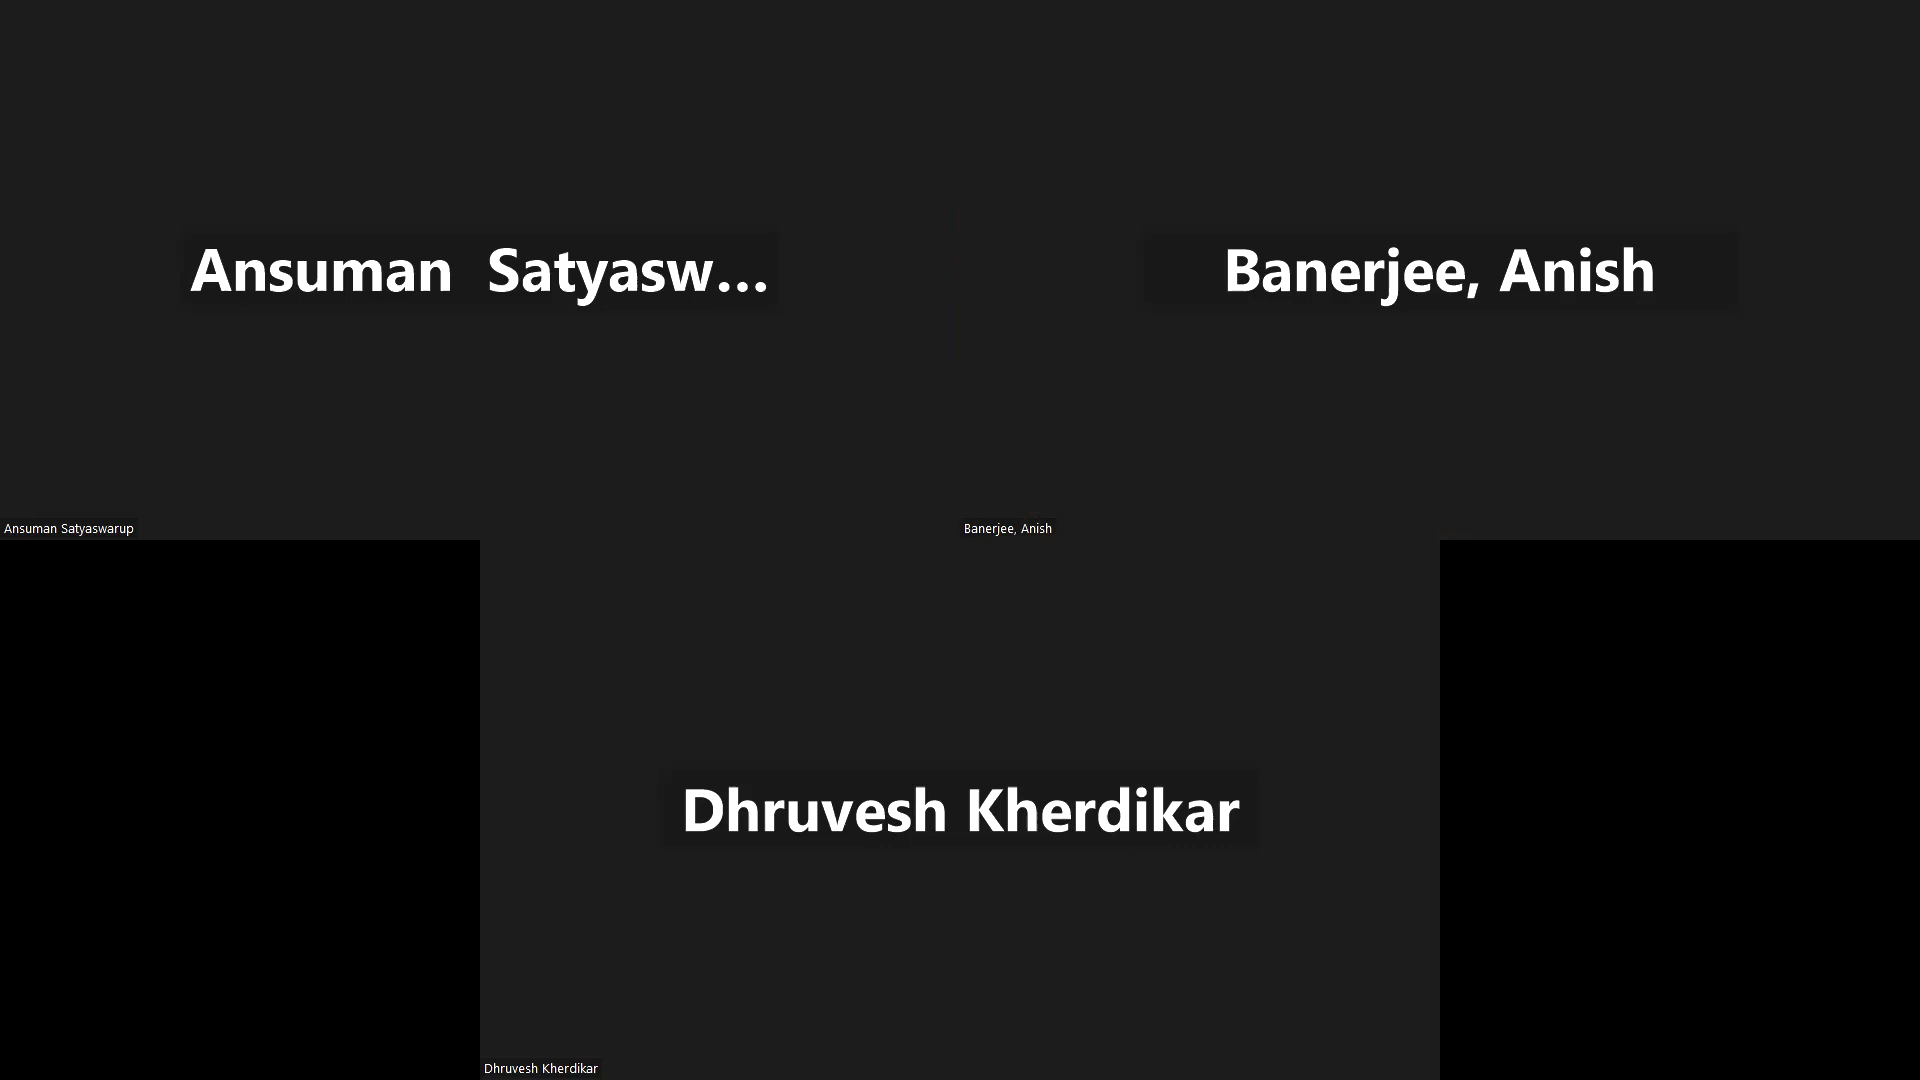 Ansuman  Satyasw...
Banerjee, Anish
Ansuman Satyaswarup
Banerjee, Anish
Dhruvesh Kherdikar
Dhruvesh Kherdikar